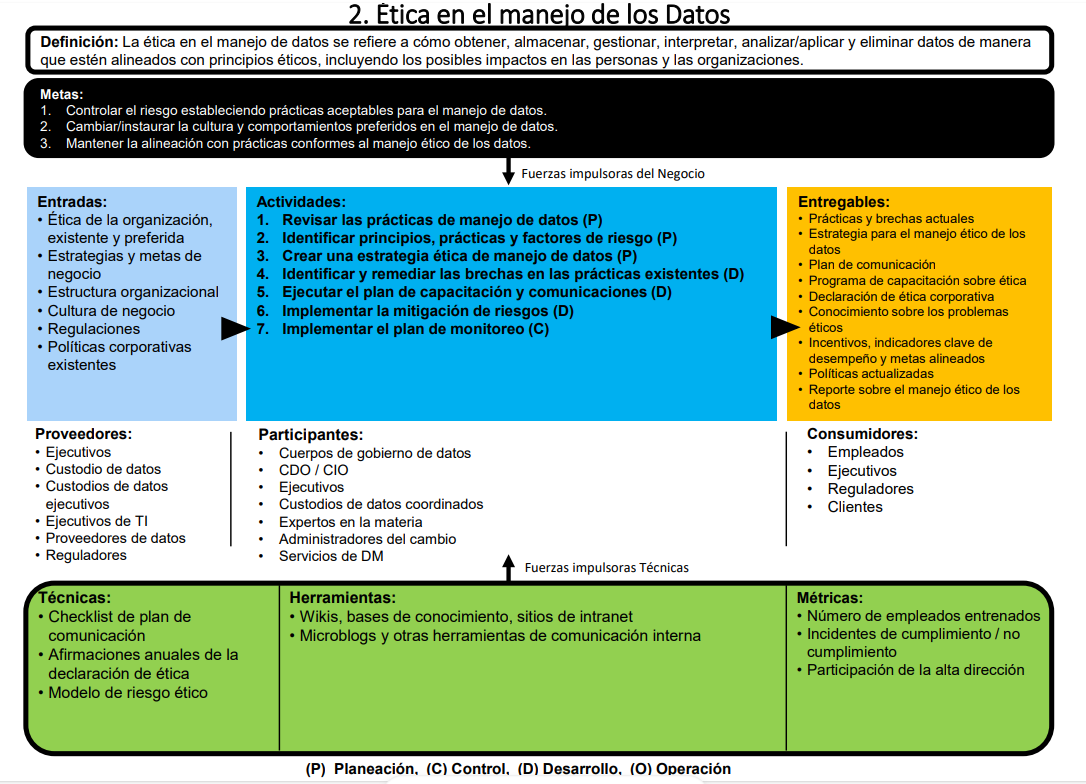 2. Ética en el manejo de los Datos
Definición: La ética en el manejo de datos se refiere a cómo obtener, almacenar, gestionar, interpretar, analizar/aplicar y eliminar datos de manera
que estén alineados con principios éticos, incluyendo los posibles impactos en las personas y las organizaciones.
Metas:
1. Controlar el riesgo estableciendo prácticas aceptables para el manejo de datos.
2. Cambiar/instaurar la cultura y comportamientos preferidos en el manejo de datos.
3. Mantener la alineación con prácticas conformes al manejo ético de los datos.
Fuerzas impulsoras del Negocio
Entradas:
• Ética de la organización,
existente y preferida
• Estrategias y metas de
negocio
• Estructura organizacional
• Cultura de negocio
• Regulaciones
• Políticas corporativas
existentes
Actividades:
1. Revisar las prácticas de manejo de datos (P)
2. Identificar principios, prácticas y factores de riesgo (P)
3. Crear una estrategia ética de manejo de datos (P)
4. Identificar y remediar las brechas en las prácticas existentes (D)
5. Ejecutar el plan de capacitación y comunicaciones (D)
6. Implementar la mitigación de riesgos (D)
7. Implementar el plan de monitoreo (C)
Entregables:
• Prácticas y brechas actuales
• Estrategia para el manejo ético de los
datos
• Plan de comunicación
• Programa de capacitación sobre ética
• Declaración de ética corporativa
• Conocimiento sobre los problemas
éticos
• Incentivos, indicadores clave de
desempeño y metas alineados
• Políticas actualizadas
• Reporte sobre el manejo ético de los
datos
Proveedores:
• Ejecutivos
• Custodio de datos
• Custodios de datos
ejecutivos
• Ejecutivos de TI
• Proveedores de datos
• Reguladores
Participantes:
• Cuerpos de gobierno de datos
• CDO / CIO
• Ejecutivos
• Custodios de datos coordinados
• Expertos en la materia
• Administradores del cambio
• Servicios de DM
Consumidores:
• Empleados
• Ejecutivos
• Reguladores
• Clientes
Fuerzas impulsoras Técnicas
Técnicas:
• Checklist de plan de
comunicación
• Afirmaciones anuales de la
declaración de ética
• Modelo de riesgo ético
Herramientas:
• Wikis, bases de conocimiento, sitios de intranet
• Microblogs y otras herramientas de comunicación interna
Métricas:
• Número de empleados entrenados
• Incidentes de cumplimiento / no
cumplimiento
• Participación de la alta dirección
(P) Planeación, (C) Control, (D) Desarrollo, (O) Operación